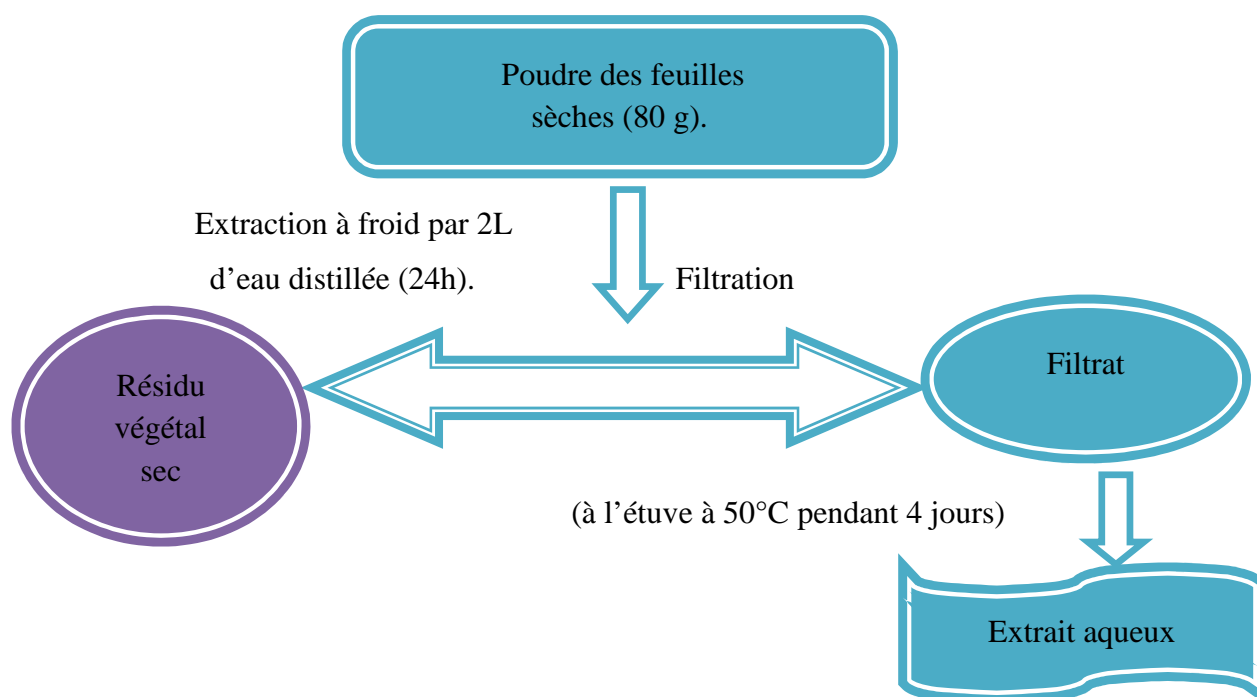 Poudre des feuilles
sèches (80 g).
Extraction à froid par 2L
d’eau distillée (24h).
Filtration
Résidu
végétal
sec
Filtrat
(à l’étuve à 50°C pendant 4 jours)
Extrait aqueux